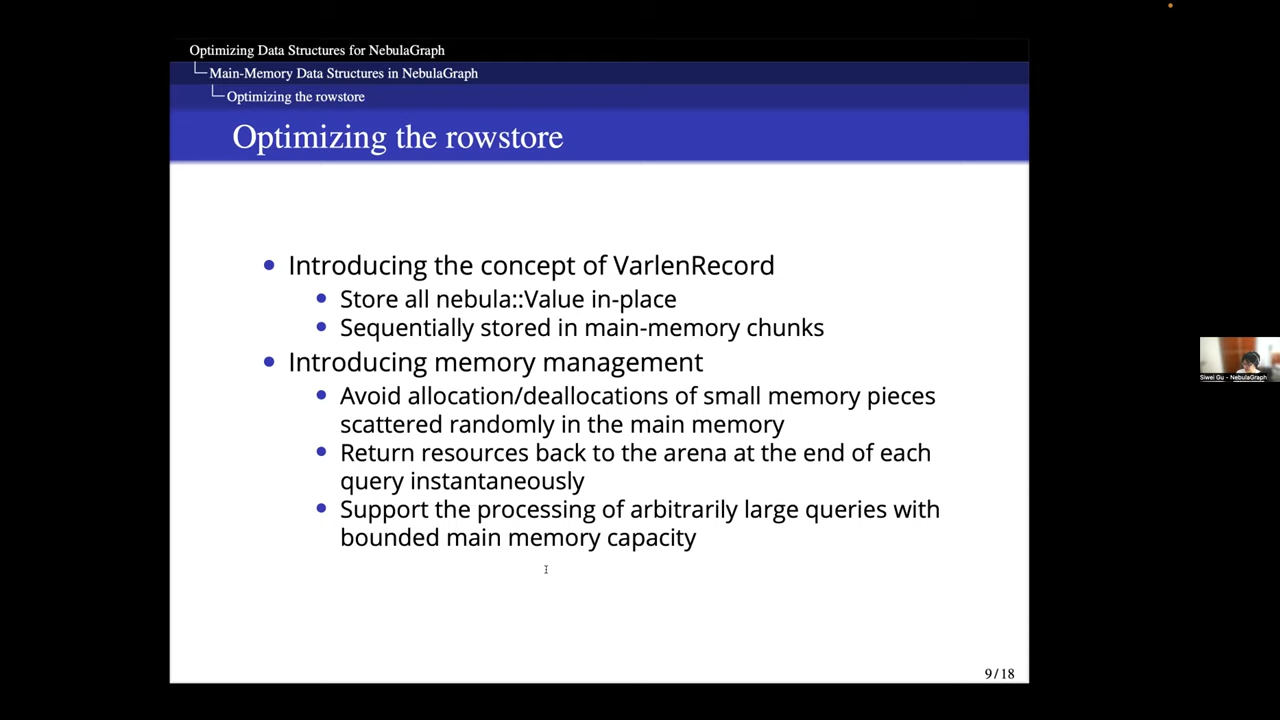 Optimizing Data Structures for NebulaGraph
Main-Memory Data Structures in NebulaGraph
Optimizing the rowstore
Optimizing the rowstore
• Introducing the concept of VarlenRecord
• Store all nebula::Value in-place
• Sequentially stored in main-memory chunks
• Introducing memory management
• Avoid allocation/deallocations of small memory pieces
scattered randomly in the main memory
• Return resources back to the arena at the end of each
query instantaneously
• Support the processing of arbitrarily large queries with
bounded main memory capacity
Siwei Gu - NebulaGraph
9/18